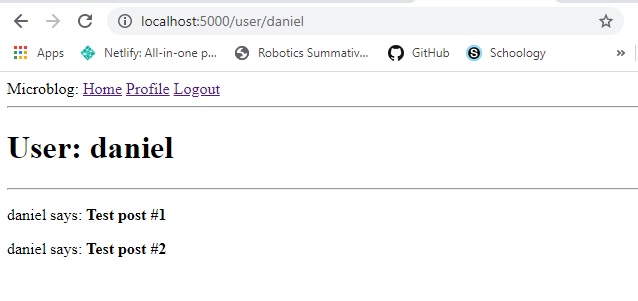 localhost:5000/user/daniel
Apps Netlify: All-in-one p... Robotics Summativ... GitHub Schoology »
Microblog: Home Profile Logout
User: daniel
daniel says: Test post #1
daniel says: Test post #2